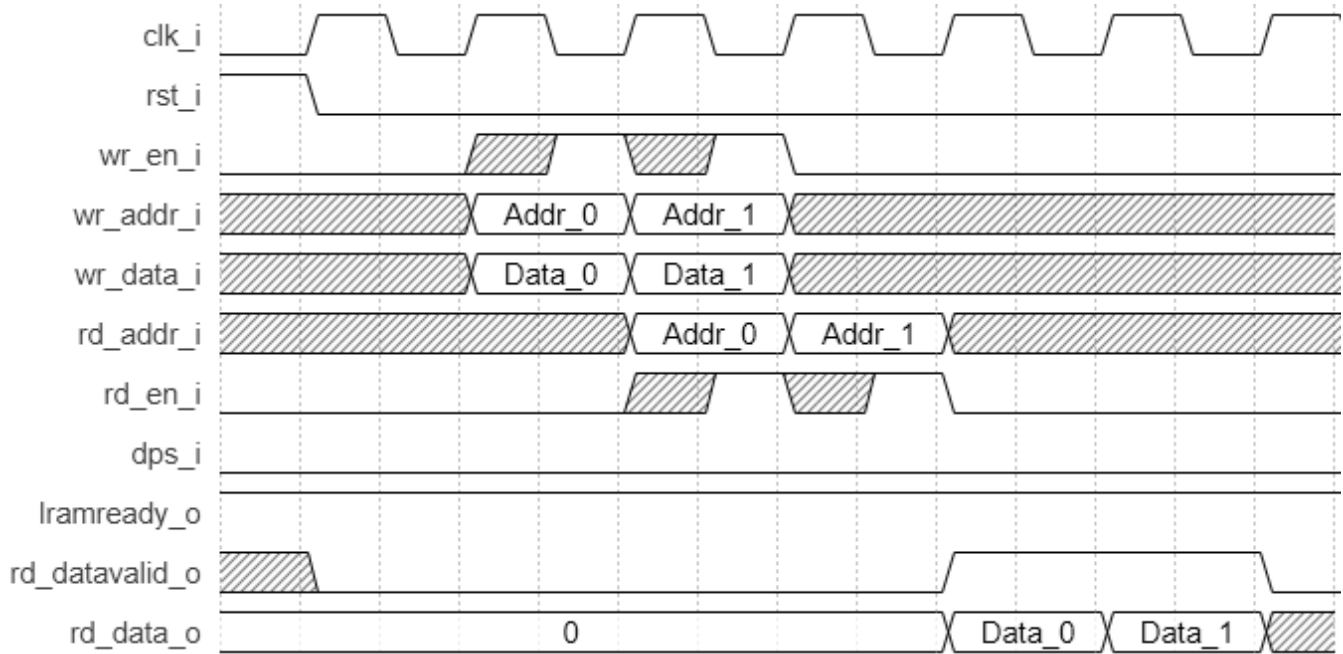 clk_i
rst_i
wr_en_i
wr_addr_i Addr_0 Addr_1
wr_data_i Data_0 Data_1
rd_addr_i Addr_0 Addr_1
rd_en_i
dps_i
lramready_o
rd_datavalid_o
rd_data_o 0 Data_0 Data_1